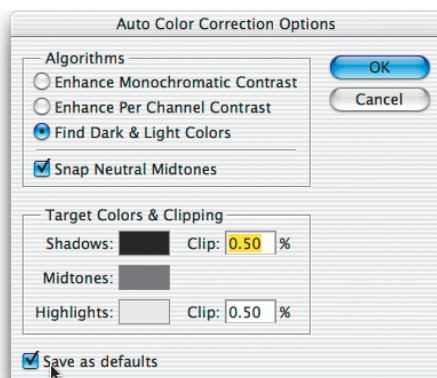 Auto Color Correction Options
Algorithms
Enhance Monochromatic Contrast
Enhance Per Channel Contrast
Find Dark & Light Colors
Snap Neutral Midtones
OK
Cancel
Target Colors & Clipping
Shadows: Clip: 0.50 %
Midtones:
Highlights: Clip: 0.50 %
Save as defaults